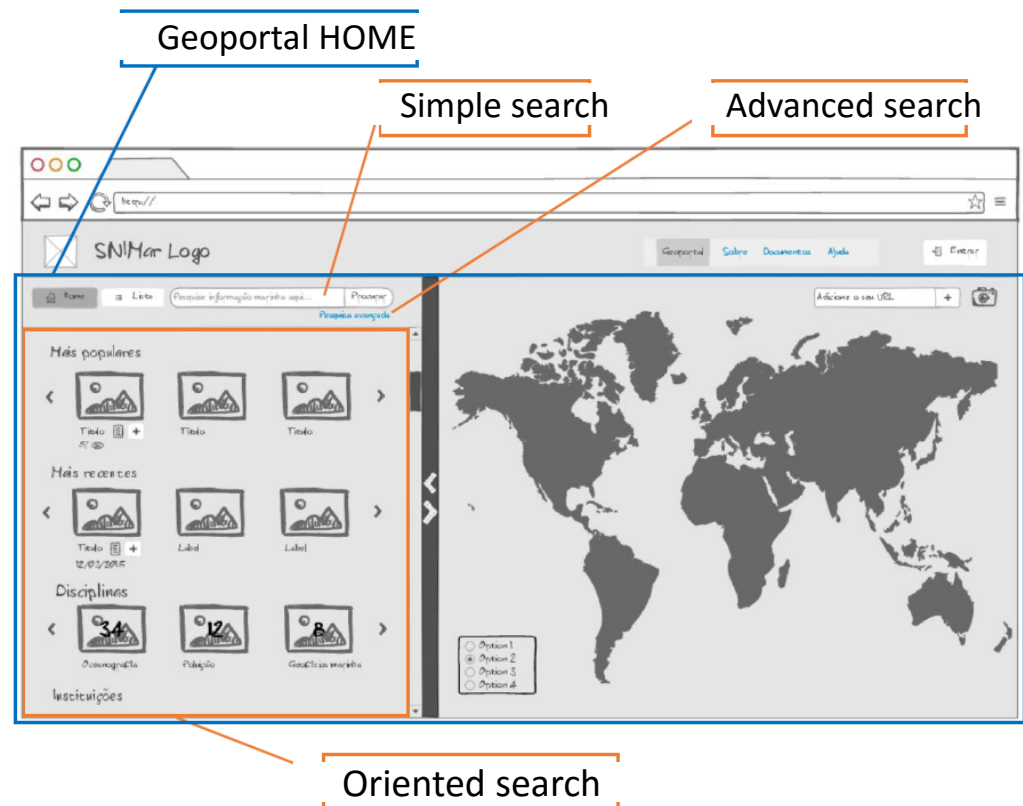 Geoportal HOME
Simple search
Advanced search
http//
SNIMar Logo
Geoportal Sobre Documentos Ajuda
Entrar
Home Lista Pesquise informação marinha aqui... Procurar
Pesquisa avançada
Adicione o seu URL +
Mais populares
Título + Título Título
51
Mais recentes
Título + Label Label
12/03/2015
Disciplinas
34 12 8
Oceanografia Poluição Geofísica marinha
Instituições
Option 1
Option 2
Option 3
Option 4
Oriented search